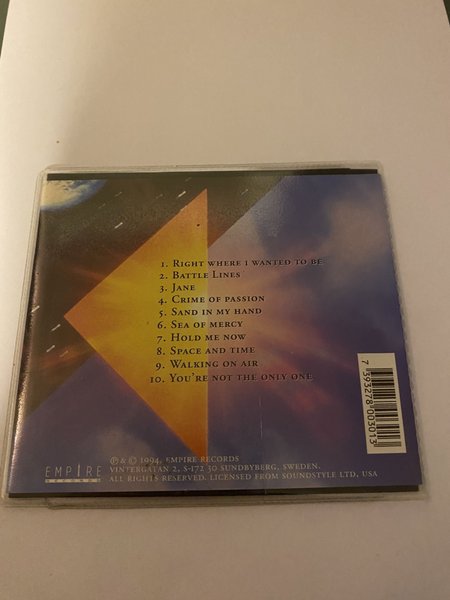 1. Right where I wanted to be
2. Battle Lines
3. Jane
4. Crime of passion
5. Sand in my hand
6. Sea of mercy
7. Hold me now
8. Space and time
9. Walking on air
10. You're not the only one
7 393278 003013
EMPIRE
RECORDS
℗ & © 1994, EMPIRE RECORDS
VINTERGATAN 2, S-172 30 SUNDBYBERG, SWEDEN.
ALL RIGHTS RESERVED. LICENSED FROM SOUNDSTYLE LTD, USA